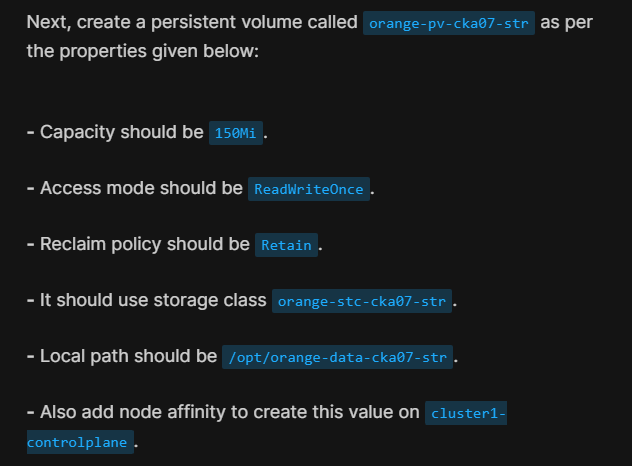 Next, create a persistent volume called orange-pv-cka07-str as per
the properties given below:
- Capacity should be 150Mi.
- Access mode should be ReadWriteOnce.
- Reclaim policy should be Retain.
- It should use storage class orange-stc-cka07-str.
- Local path should be /opt/orange-data-cka07-str.
- Also add node affinity to create this value on cluster1-
controlplane.